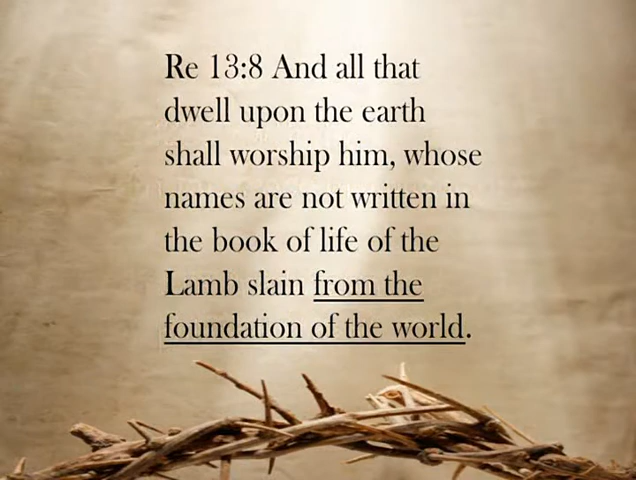 Re 13:8 And all that
dwell upon the earth
shall worship him, whose
names are not written in
the book of life of the
Lamb slain from the
foundation of the world.